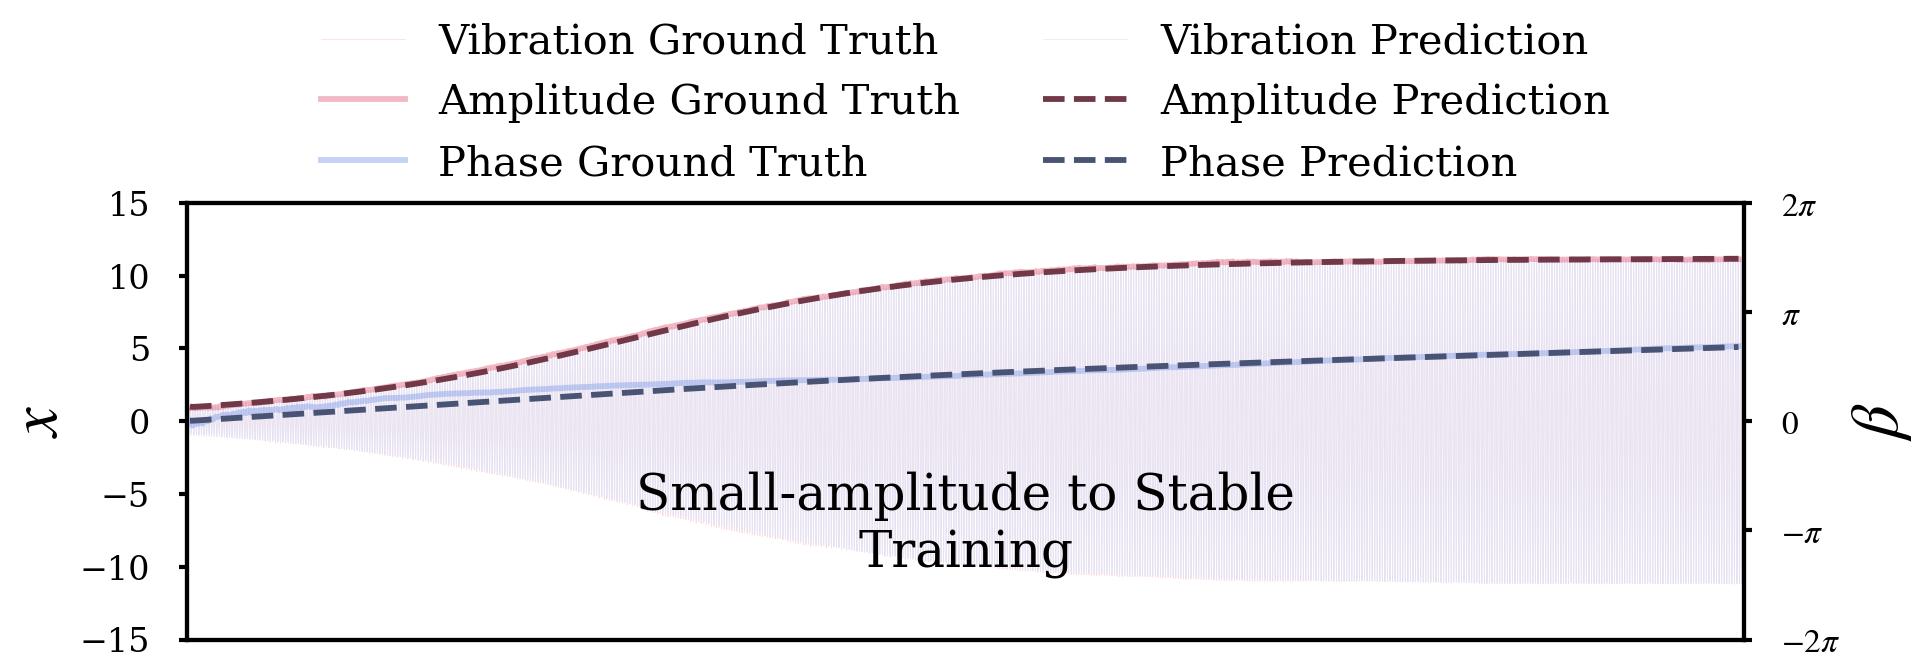 Vibration Ground Truth
Vibration Prediction
Amplitude Ground Truth
Amplitude Prediction
Phase Ground Truth
Phase Prediction
15
10
5
0
−5
−10
−15
x
Small-amplitude to Stable
Training
2π
π
0
−π
−2π
β